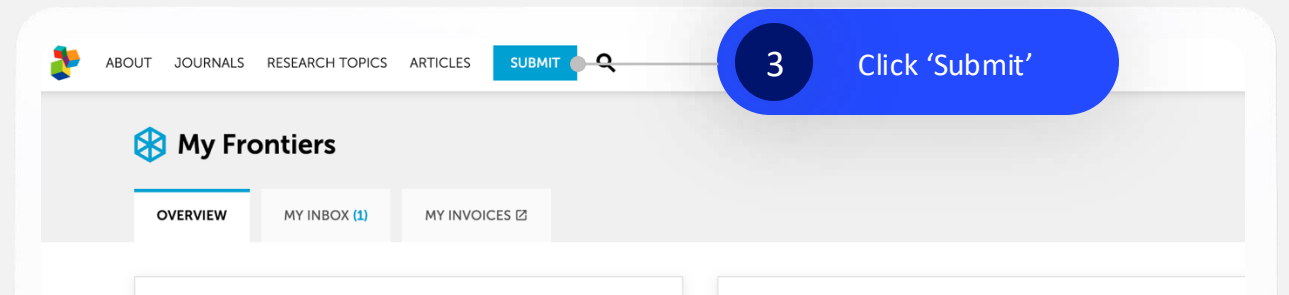 ABOUT JOURNALS RESEARCH TOPICS ARTICLES SUBMIT
3 Click ‘Submit’
My Frontiers
OVERVIEW MY INBOX (1) MY INVOICES